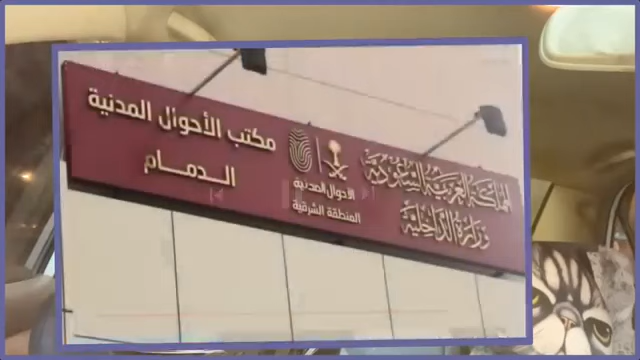 المملكة العربية السعودية
وزارة الداخلية
الأحوال المدنية
المنطقة الشرقية
مكتب الأحوال المدنية
الدمام